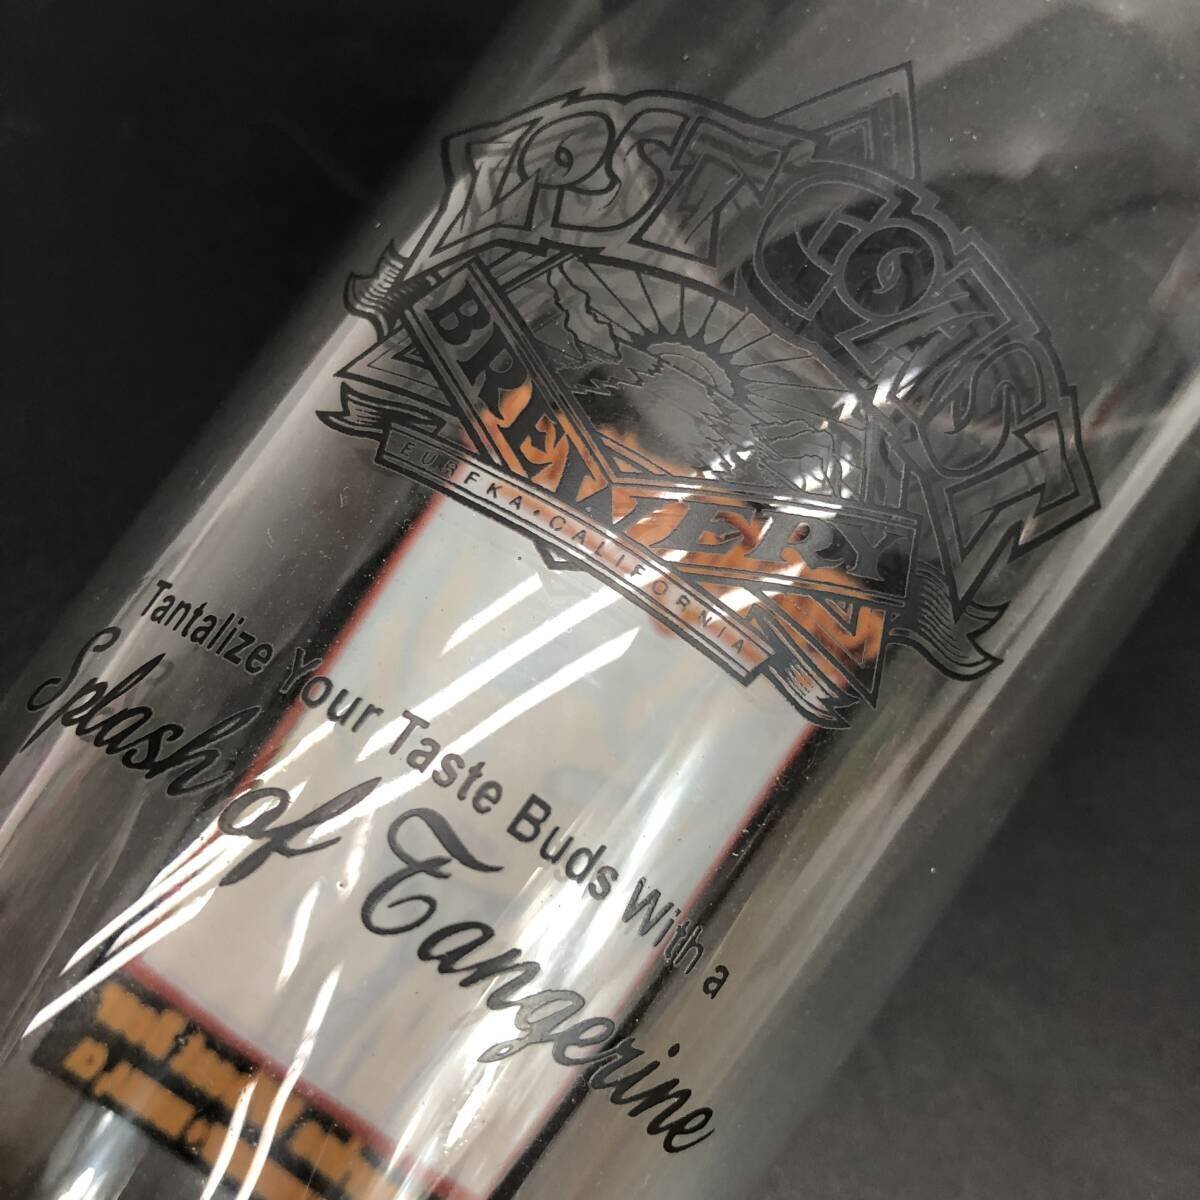 LOST COAST
BREWERY
EUREKA · CALIFORNIA
Tantalize Your Taste Buds With a
Splash of Tangerine